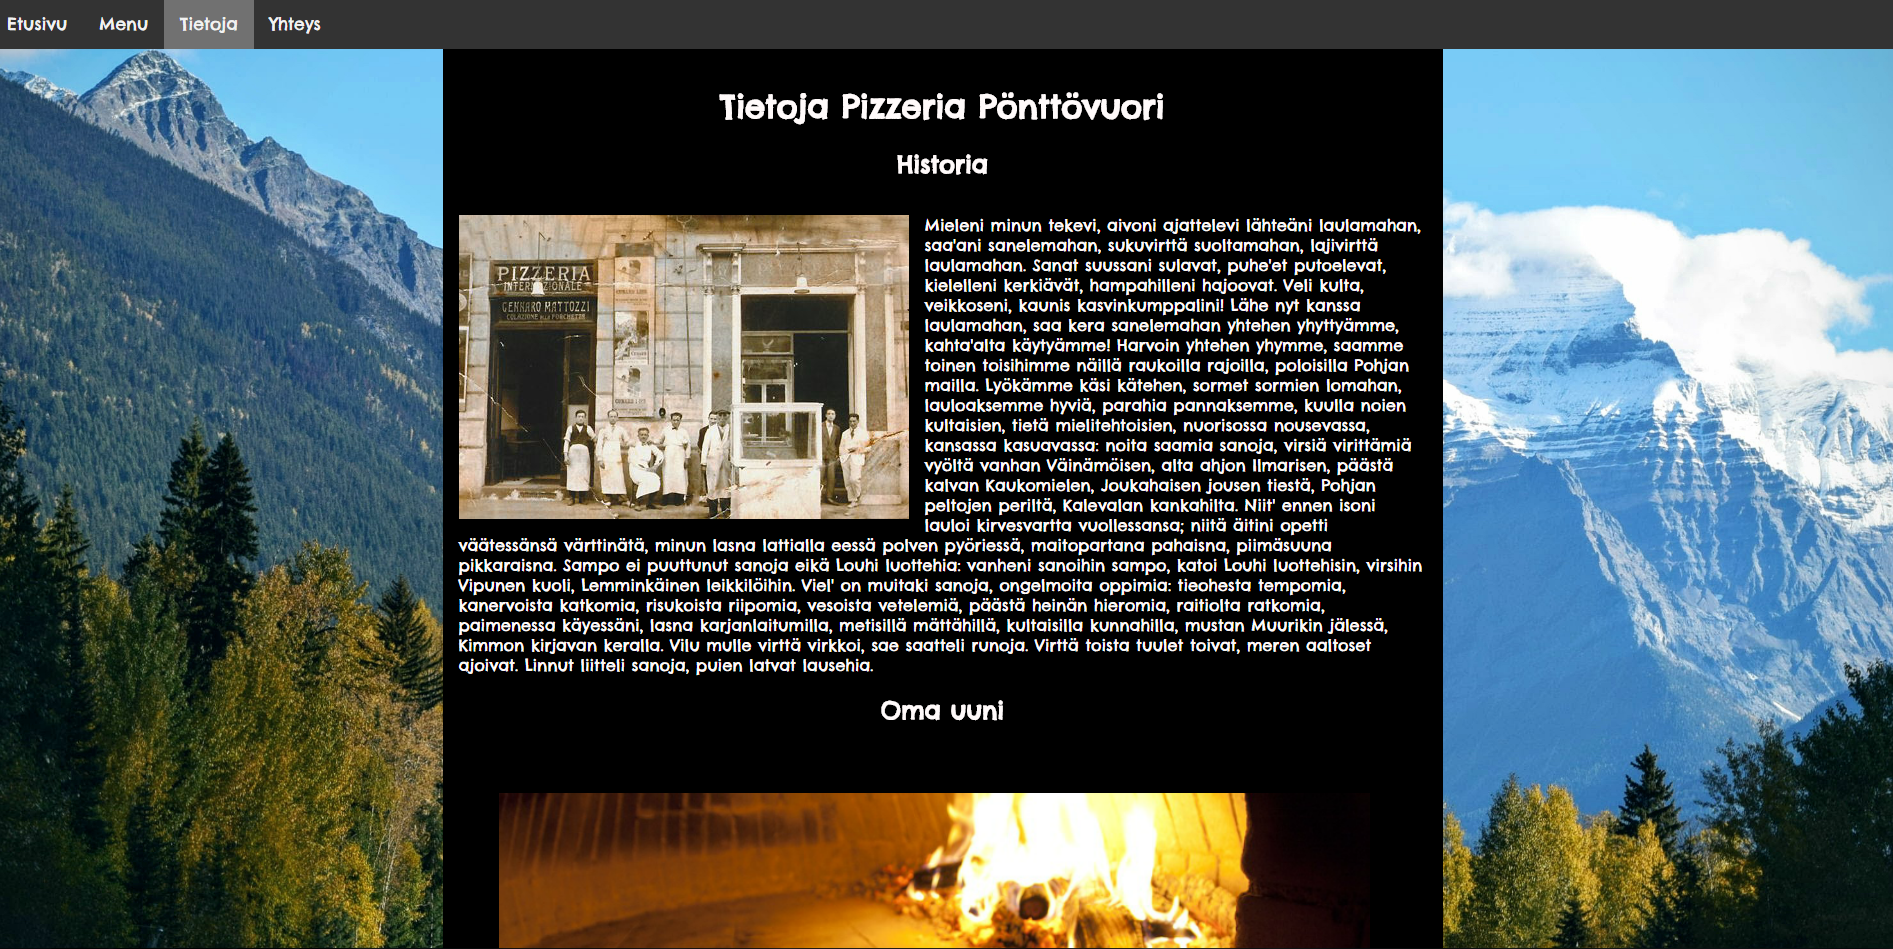 Etusivu Menu Tietoja Yhteys
Tietoja Pizzeria Pönttövuori
Historia
PIZZERIA
INTERNAZIONALE
GENNARO MATTOZZI
Mieleni minun tekevi, aivoni ajattelevi lähteäni laulamahan,
saa'ani sanelemahan, sukuvirttä suoltamahan, lajivirttä
laulamahan. Sanat suussani sulavat, puhe'et putoelevat,
kielelleni kerkiävät, hampahilleni hajoovat. Veli kulta,
veikkoseni, kaunis kasvinkumppalini! Lähe nyt kanssa
laulamahan, saa kera sanelemahan yhtehen yhyttyämme,
kahta'alta käytyämme! Harvoin yhtehen yhymme, saamme
toinen toisihimme näillä raukoilla rajoilla, poloisilla Pohjan
mailla. Lyökämme käsi kätehen, sormet sormien lomahan,
lauloaksemme hyviä, parahia pannaksemme, kuulla noien
kultaisien, tietä mielitehtoisien, nuorisossa nousevassa,
kansassa kasuavassa: noita saamia sanoja, virsiä virittämiä
vyöltä vanhan Väinämöisen, alta ahjon Ilmarisen, päästä
kalvan Kaukomielen, Joukahaisen jousen tiestä, Pohjan
peltojen periltä, Kalevalan kankahilta. Niit' ennen isoni
lauloi kirvesvartta vuollessansa; niitä äitini opetti
väätessänsä värttinätä, minun lasna lattialla eessä polven pyöriessä, maitopartana pahaisna, piimäsuuna
pikkaraisna. Sampo ei puuttunut sanoja eikä Louhi luottehia: vanheni sanoihin sampo, katoi Louhi luottehisin, virsihin
Vipunen kuoli, Lemminkäinen leikkilöihin. Viel' on muitaki sanoja, ongelmoita oppimia: tieohesta tempomia,
kanervoista katkomia, risukoista riipomia, vesoista vetelemiä, päästä heinän hieromia, raitiolta ratkomia,
paimenessa käyessäni, lasna karjanlaitumilla, metisillä mättähillä, kultaisilla kunnahilla, mustan Muurikin jälessä,
Kimmon kirjavan keralla. Vilu mulle virttä virkkoi, sae saatteli runoja. Virttä toista tuulet toivat, meren aaltoset
ajoivat. Linnut liitteli sanoja, puien latvat lausehia.
Oma uuni